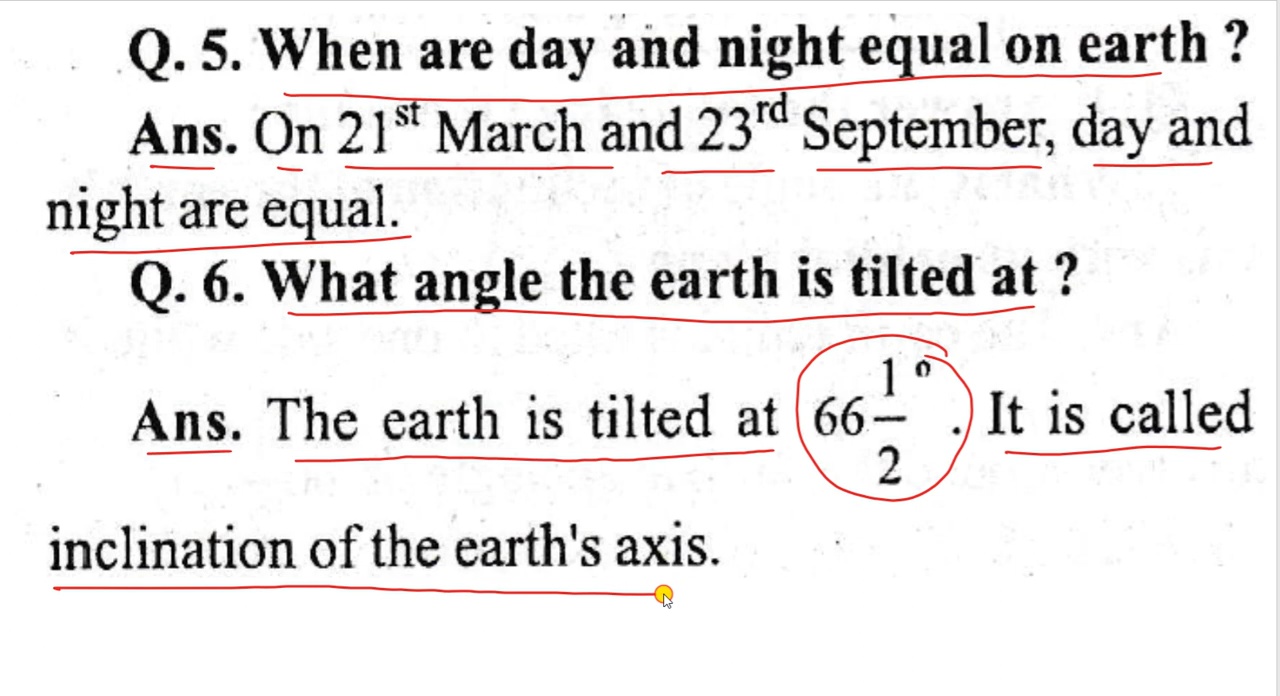 Q. 5. When are day and night equal on earth ?
Ans. On 21st March and 23rd September, day and
night are equal.
Q. 6. What angle the earth is tilted at ?
Ans. The earth is tilted at 66 1/2°. It is called
inclination of the earth's axis.